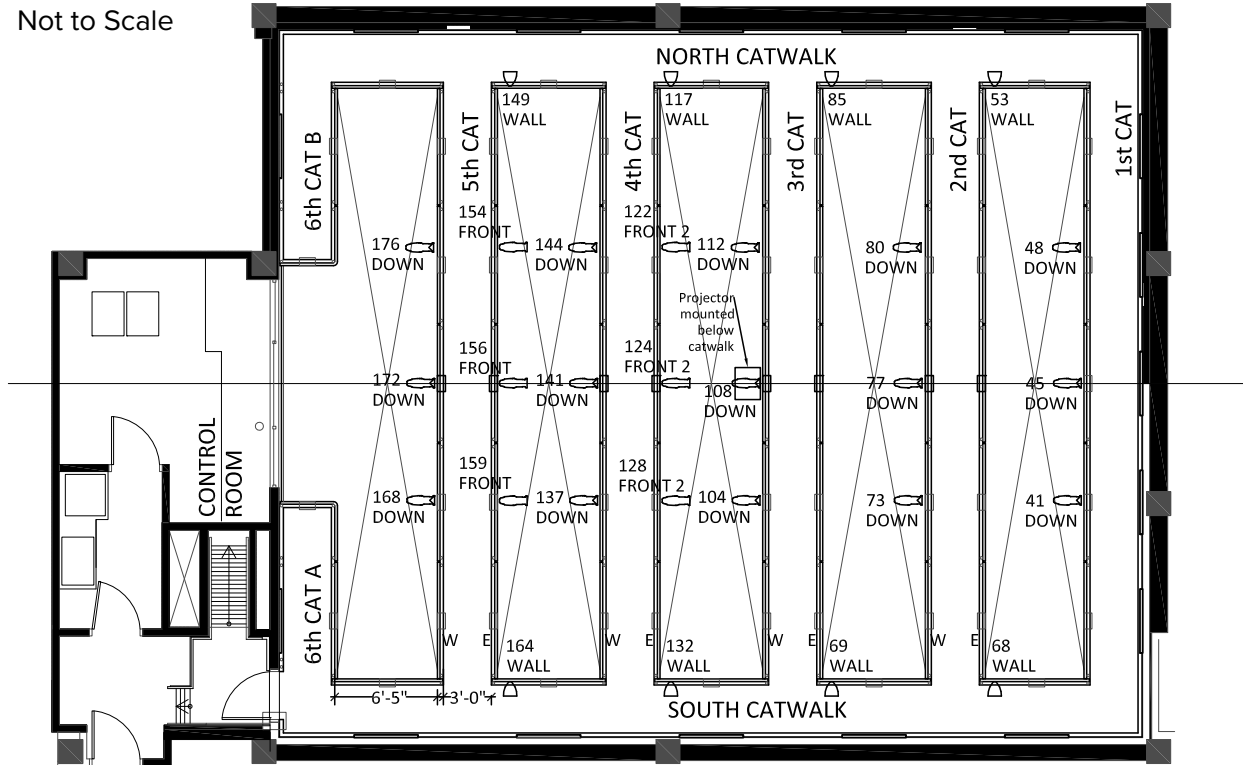 Not to Scale
NORTH CATWALK
149
WALL
117
WALL
85
WALL
53
WALL
6th CAT B
5th CAT
4th CAT
3rd CAT
2nd CAT
1st CAT
154
FRONT
122
FRONT 2
176
DOWN
144
DOWN
112
DOWN
80
DOWN
48
DOWN
Projector
mounted
below
catwalk
156
FRONT
124
FRONT 2
172
DOWN
141
DOWN
108
DOWN
77
DOWN
45
DOWN
CONTROL
ROOM
159
FRONT
128
FRONT 2
168
DOWN
137
DOWN
104
DOWN
73
DOWN
41
DOWN
6th CAT A
W
E
W
E
W
E
W
E
164
WALL
132
WALL
69
WALL
68
WALL
6'-5"
3'-0"
SOUTH CATWALK